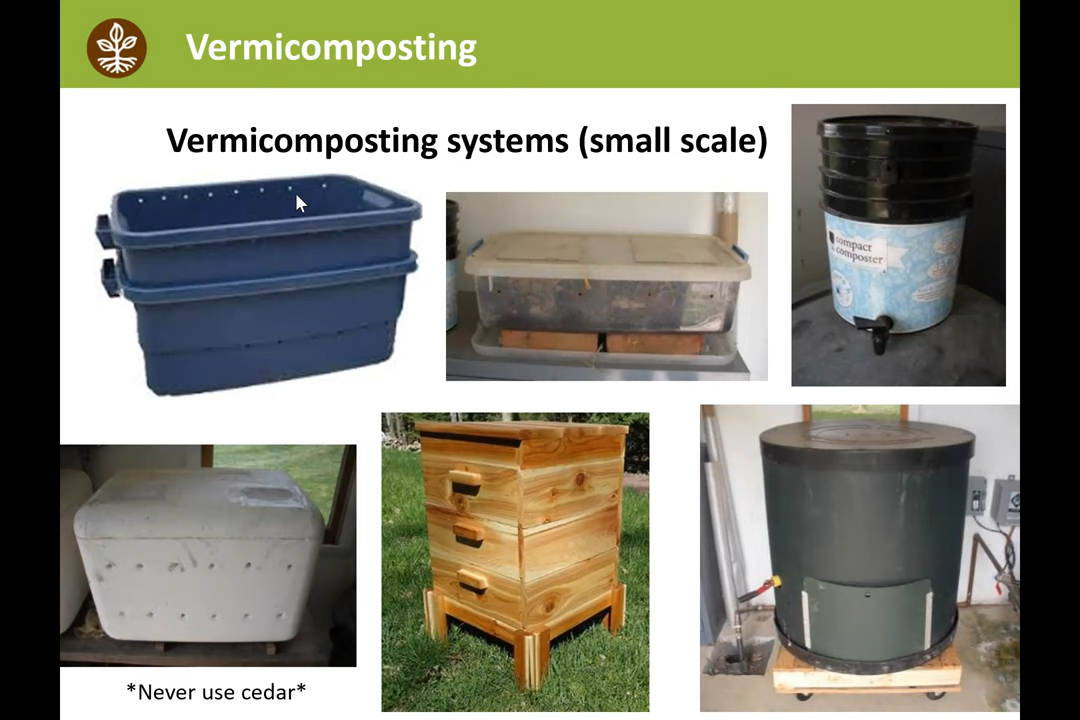 Vermicomposting
Vermicomposting systems (small scale)
compact
composter
*Never use cedar*